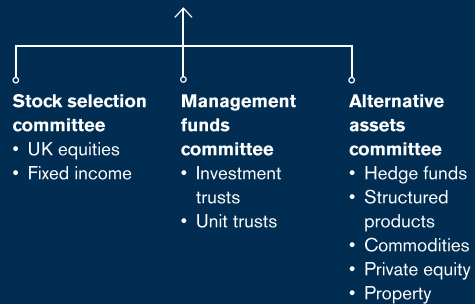 Stock selection
committee
• UK equities
• Fixed income
Management
funds
committee
• Investment
trusts
• Unit trusts
Alternative
assets
committee
• Hedge funds
• Structured
products
• Commodities
• Private equity
• Property